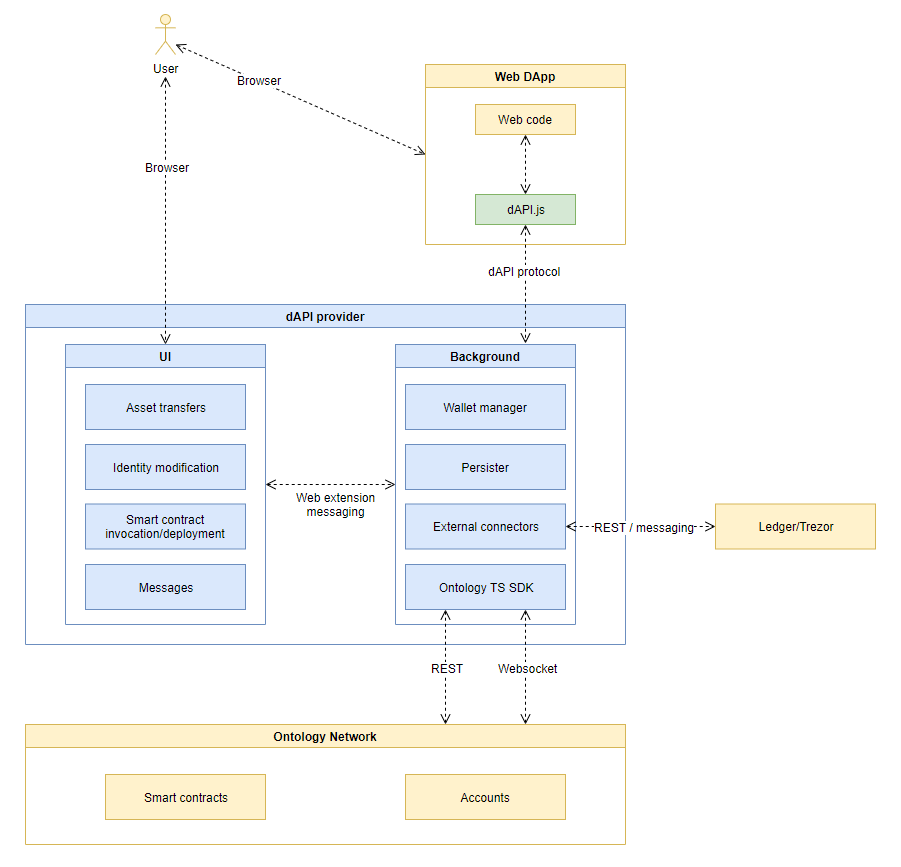 User
Browser
Web DApp
Web code
Browser
dAPI.js
dAPI protocol
dAPI provider
UI
Background
Asset transfers
Wallet manager
Identity modification
Persister
Web extension
messaging
Smart contract
invocation/deployment
External connectors
REST / messaging
Ledger/Trezor
Messages
Ontology TS SDK
REST
Websocket
Ontology Network
Smart contracts
Accounts